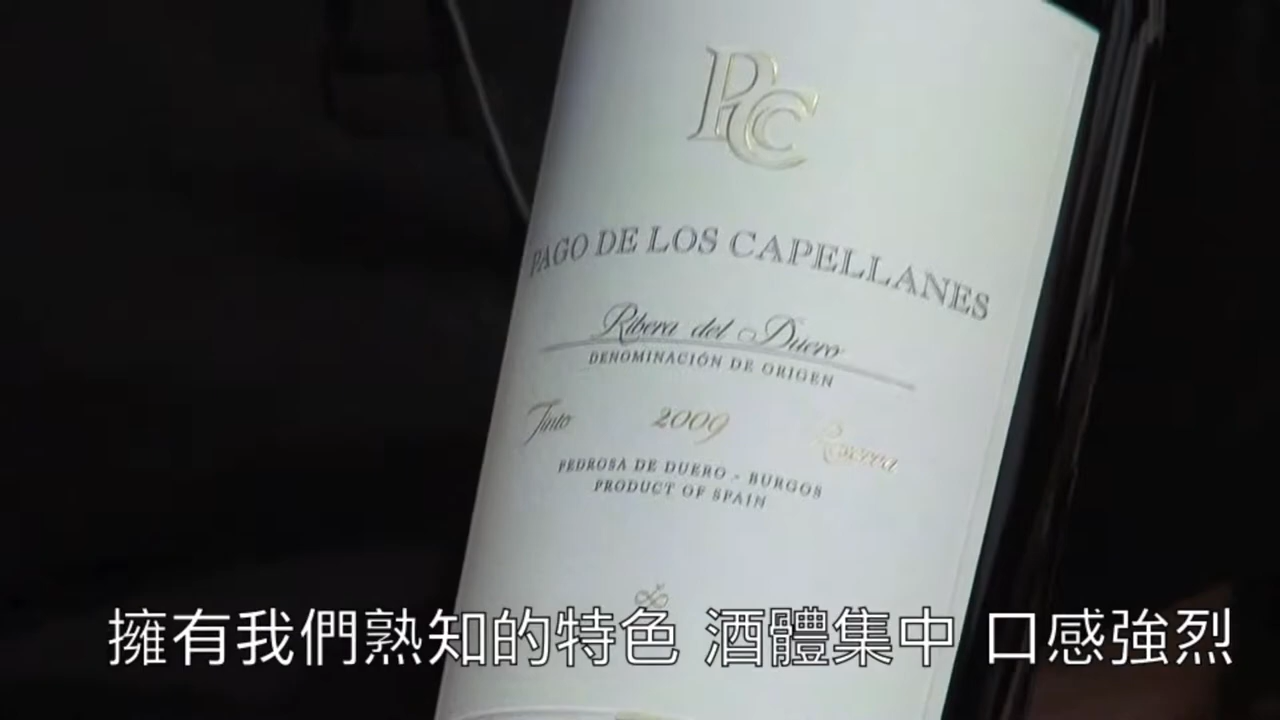 PCC
PAGO DE LOS CAPELLANES
Ribera del Duero
DENOMINACIÓN DE ORIGEN
Tinto 2009 Reserva
PEDROSA DE DUERO - BURGOS
PRODUCT OF SPAIN
擁有我們熟知的特色 酒體集中 口感強烈